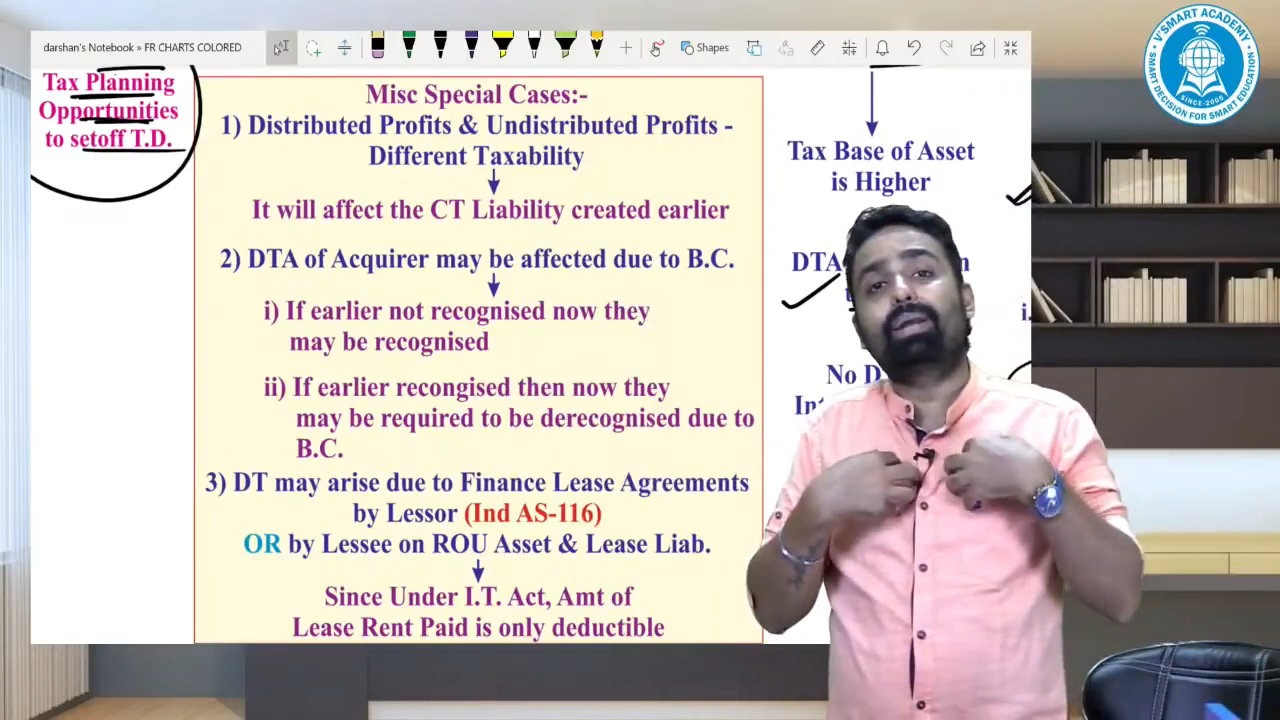 darshan's Notebook » FR CHARTS COLORED
Shapes
V'SMART ACADEMY
SINCE-2005
SMART DECISION FOR SMART EDUCATION
Tax Planning
Opportunities
to setoff T.D.
Misc Special Cases:-
1) Distributed Profits & Undistributed Profits -
Different Taxability
It will affect the CT Liability created earlier
2) DTA of Acquirer may be affected due to B.C.
i) If earlier not recognised now they
may be recognised
ii) If earlier recongised then now they
may be required to be derecognised due to
B.C.
3) DT may arise due to Finance Lease Agreements
by Lessor (Ind AS-116)
OR by Lessee on ROU Asset & Lease Liab.
Since Under I.T. Act, Amt of
Lease Rent Paid is only deductible
Tax Base of Asset
is Higher
DTA
No
i.